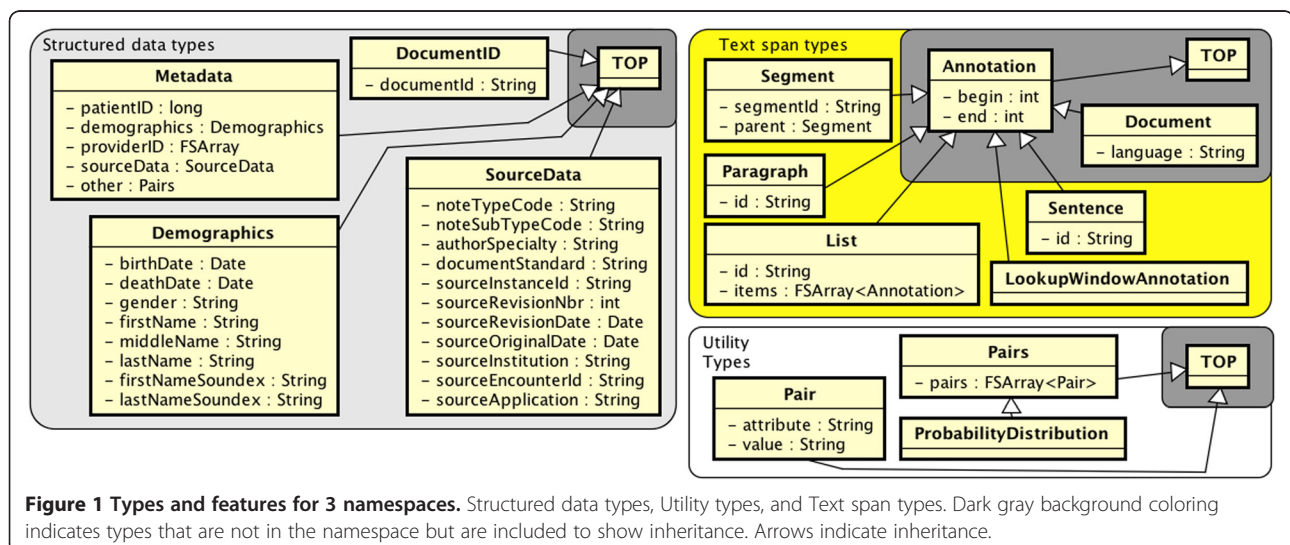 Structured data types
DocumentID
- documentId : String
TOP
Metadata
- patientID : long
- demographics : Demographics
- providerID : FSArray
- sourceData : SourceData
- other : Pairs
SourceData
- noteTypeCode : String
- noteSubTypeCode : String
- authorSpecialty : String
- documentStandard : String
- sourceInstanceId : String
- sourceRevisionNbr : int
- sourceRevisionDate : Date
- sourceOriginalDate : Date
- sourceInstitution : String
- sourceEncounterId : String
- sourceApplication : String
Demographics
- birthDate : Date
- deathDate : Date
- gender : String
- firstName : String
- middleName : String
- lastName : String
- firstNameSoundex : String
- lastNameSoundex : String
Text span types
Segment
- segmentId : String
- parent : Segment
Annotation
- begin : int
- end : int
TOP
Document
- language : String
Paragraph
- id : String
Sentence
- id : String
List
- id : String
- items : FSArray<Annotation>
LookupWindowAnnotation
Utility
Types
Pairs
- pairs : FSArray<Pair>
TOP
Pair
- attribute : String
- value : String
ProbabilityDistribution
Figure 1 Types and features for 3 namespaces. Structured data types, Utility types, and Text span types. Dark gray background coloring
indicates types that are not in the namespace but are included to show inheritance. Arrows indicate inheritance.